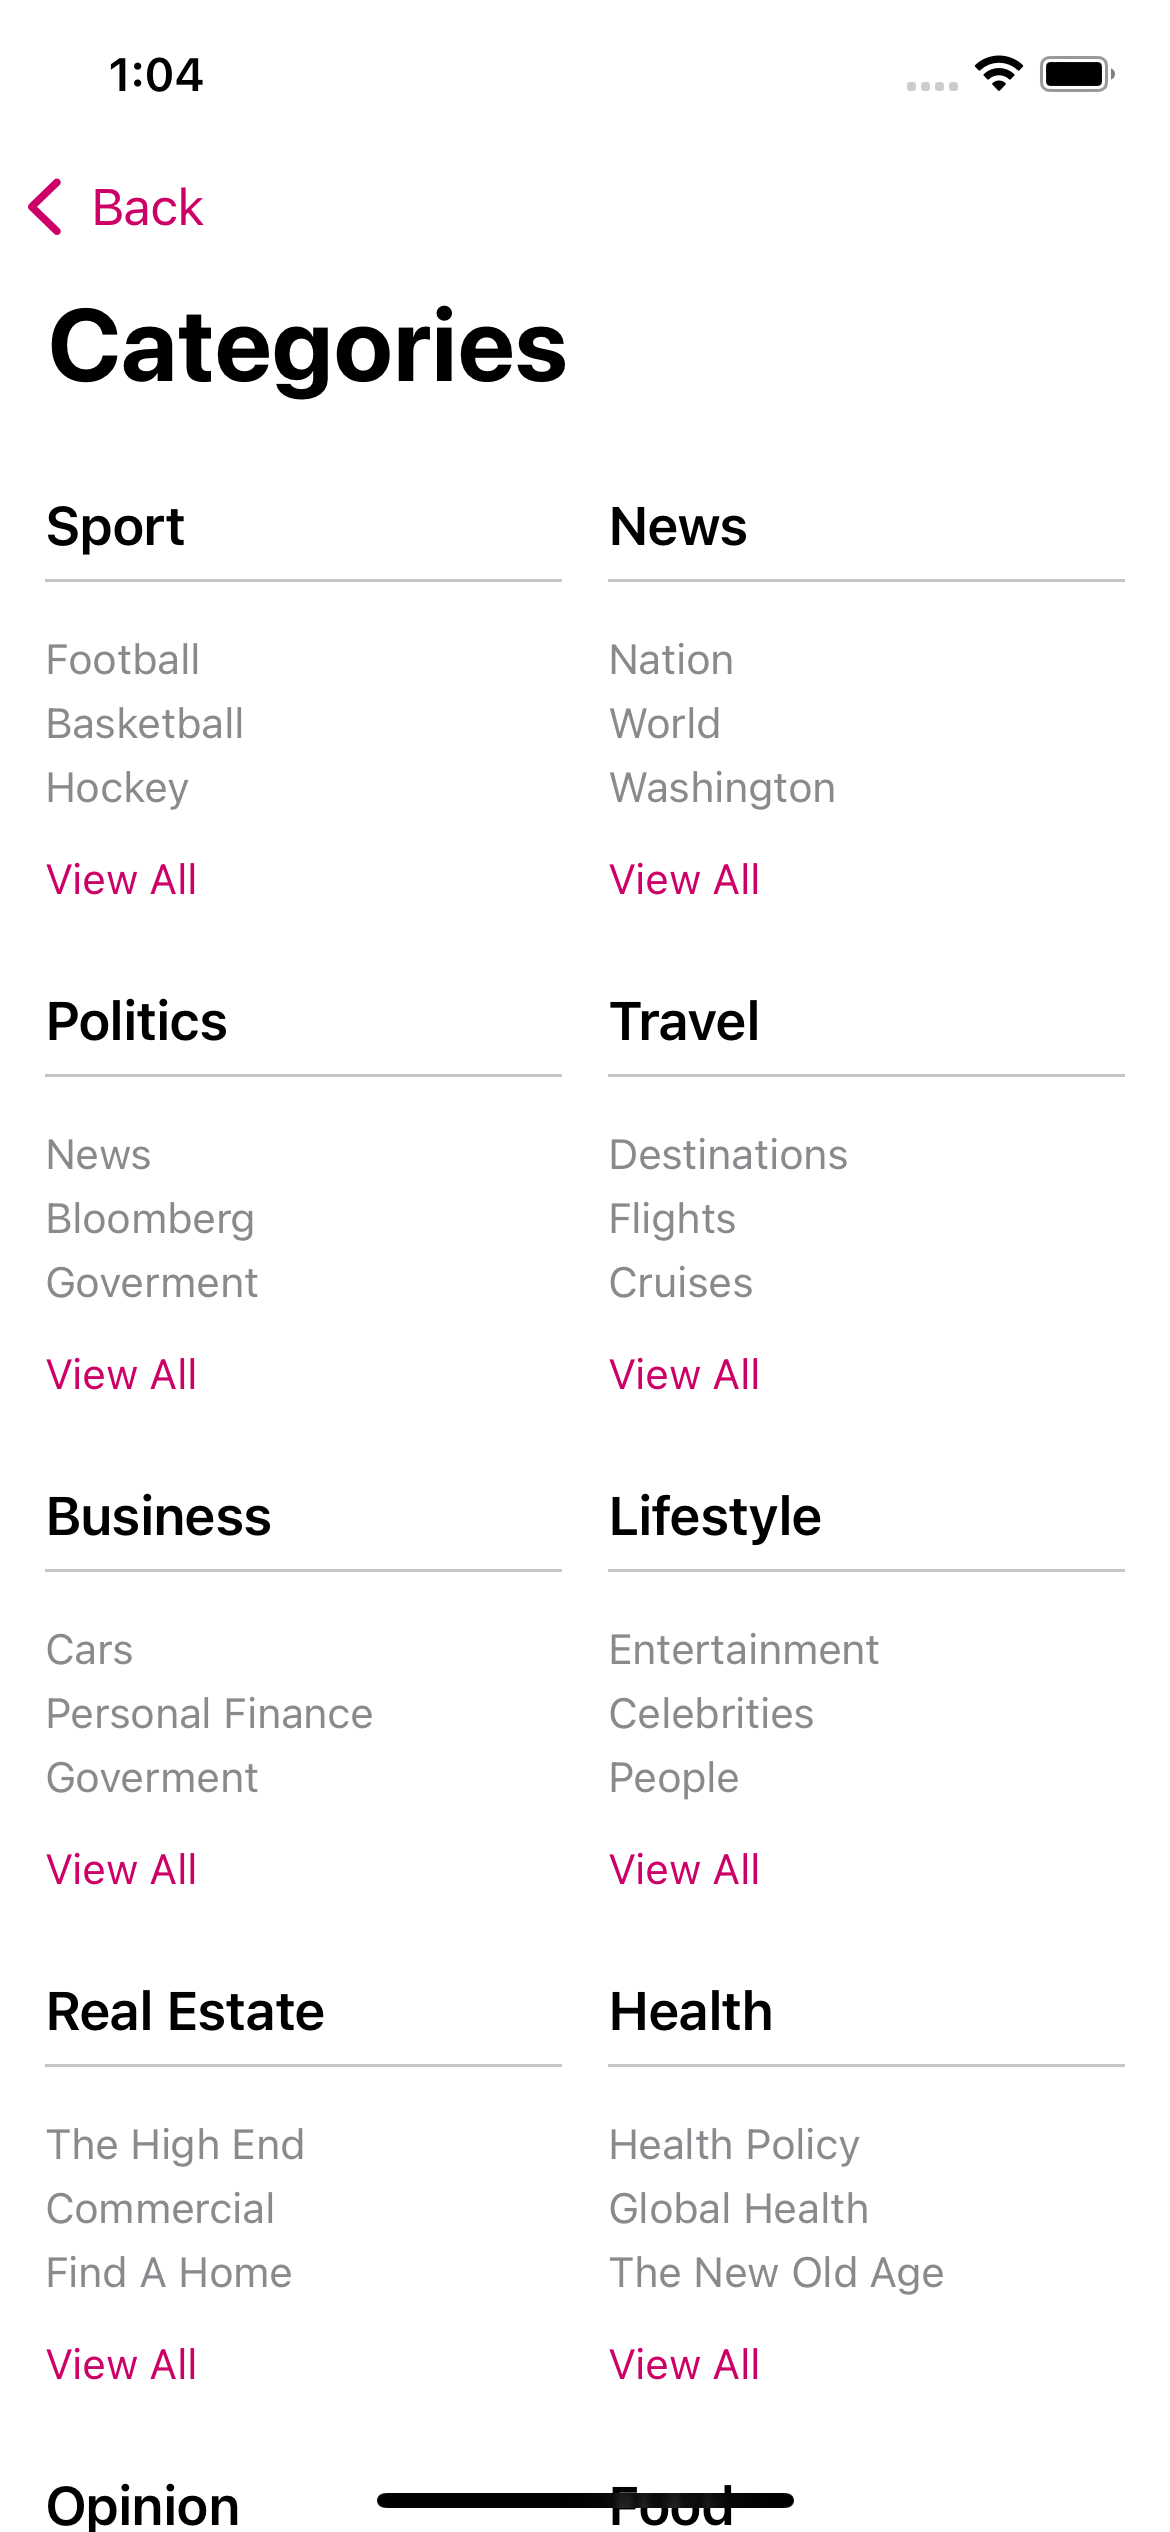 1:04
Back
Categories
Sport
Football
Basketball
Hockey
View All
News
Nation
World
Washington
View All
Politics
News
Bloomberg
Goverment
View All
Travel
Destinations
Flights
Cruises
View All
Business
Cars
Personal Finance
Goverment
View All
Lifestyle
Entertainment
Celebrities
People
View All
Real Estate
The High End
Commercial
Find A Home
View All
Health
Health Policy
Global Health
The New Old Age
View All
Opinion
Food